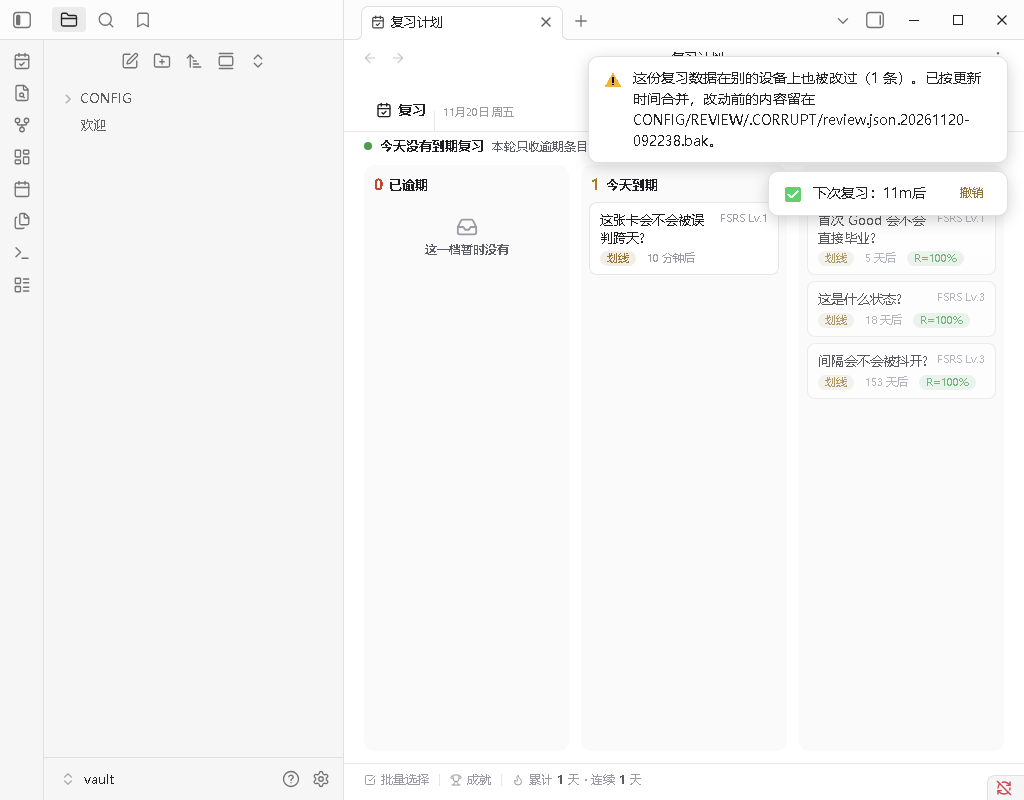 复习计划
CONFIG
欢迎
复习
11月20日 周五
这份复习数据在别的设备上也被改过（1 条）。已按更新
时间合并，改动前的内容留在
CONFIG/REVIEW/.CORRUPT/review.json.20261120-
092238.bak。
今天没有到期复习 本轮只收逾期条目
下次复习：11m后 撤销
0 已逾期
这一档暂时没有
1 今天到期
这张卡会不会被误
判跨天？
FSRS Lv.1
划线 10 分钟后
首次 Good 会不会
直接毕业？
FSRS Lv.1
划线 5 天后 R=100%
这是什么状态？ FSRS Lv.3
划线 18 天后 R=100%
间隔会不会被抖开？ FSRS Lv.3
划线 153 天后 R=100%
vault
批量选择 成就 累计 1 天 · 连续 1 天